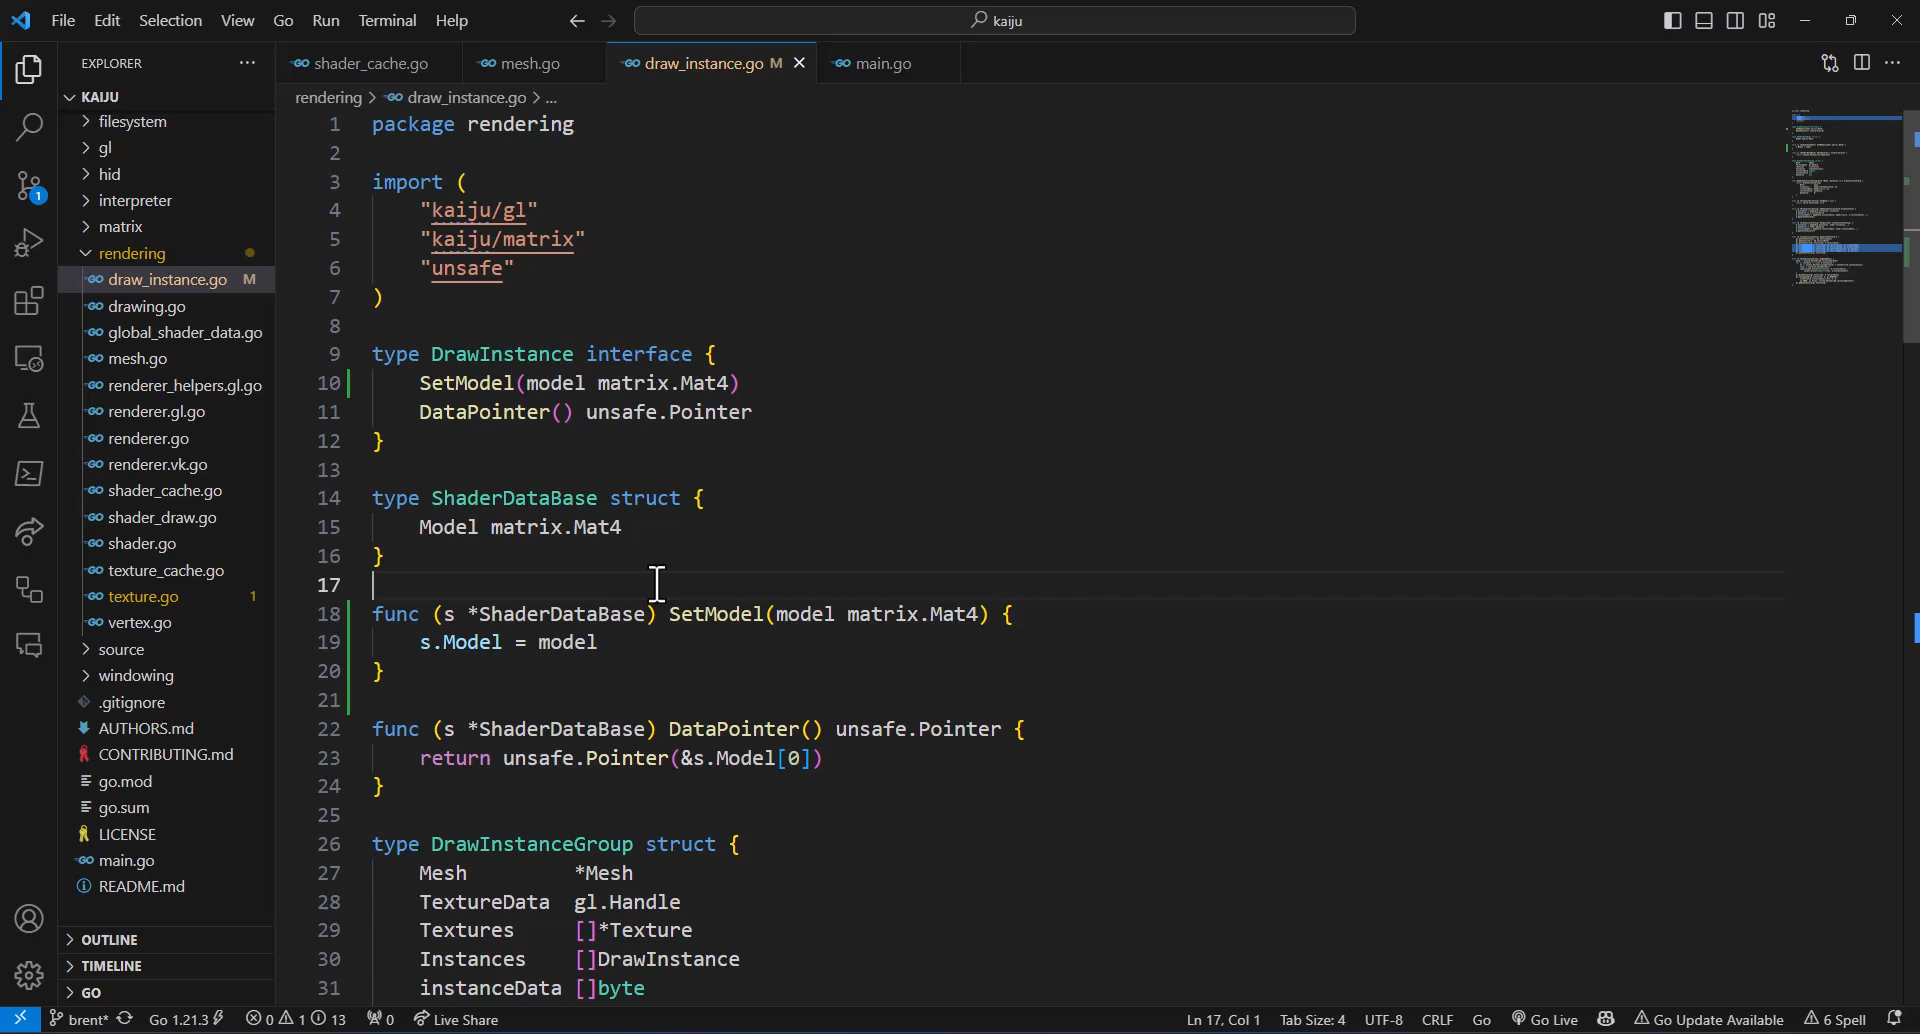 File Edit Selection View Go Run Terminal Help
kaiju
EXPLORER
KAIJU
filesystem
gl
hid
interpreter
matrix
rendering
draw_instance.go M
drawing.go
global_shader_data.go
mesh.go
renderer_helpers.gl.go
renderer.gl.go
renderer.go
renderer.vk.go
shader_cache.go
shader_draw.go
shader.go
texture_cache.go
texture.go 1
vertex.go
source
windowing
.gitignore
AUTHORS.md
CONTRIBUTING.md
go.mod
go.sum
LICENSE
main.go
README.md
OUTLINE
TIMELINE
GO
1
shader_cache.go mesh.go draw_instance.go M main.go
rendering > draw_instance.go > ...
1 package rendering
2
3 import (
4 "kaiju/gl"
5 "kaiju/matrix"
6 "unsafe"
7 )
8
9 type DrawInstance interface {
10 SetModel(model matrix.Mat4)
11 DataPointer() unsafe.Pointer
12 }
13
14 type ShaderDataBase struct {
15 Model matrix.Mat4
16 }
17
18 func (s *ShaderDataBase) SetModel(model matrix.Mat4) {
19 s.Model = model
20 }
21
22 func (s *ShaderDataBase) DataPointer() unsafe.Pointer {
23 return unsafe.Pointer(&s.Model[0])
24 }
25
26 type DrawInstanceGroup struct {
27 Mesh *Mesh
28 TextureData gl.Handle
29 Textures []*Texture
30 Instances []DrawInstance
31 instanceData []byte
brent* Go 1.21.3 0 1 13 0 Live Share Ln 17, Col 1 Tab Size: 4 UTF-8 CRLF Go Go Live Go Update Available 6 Spell